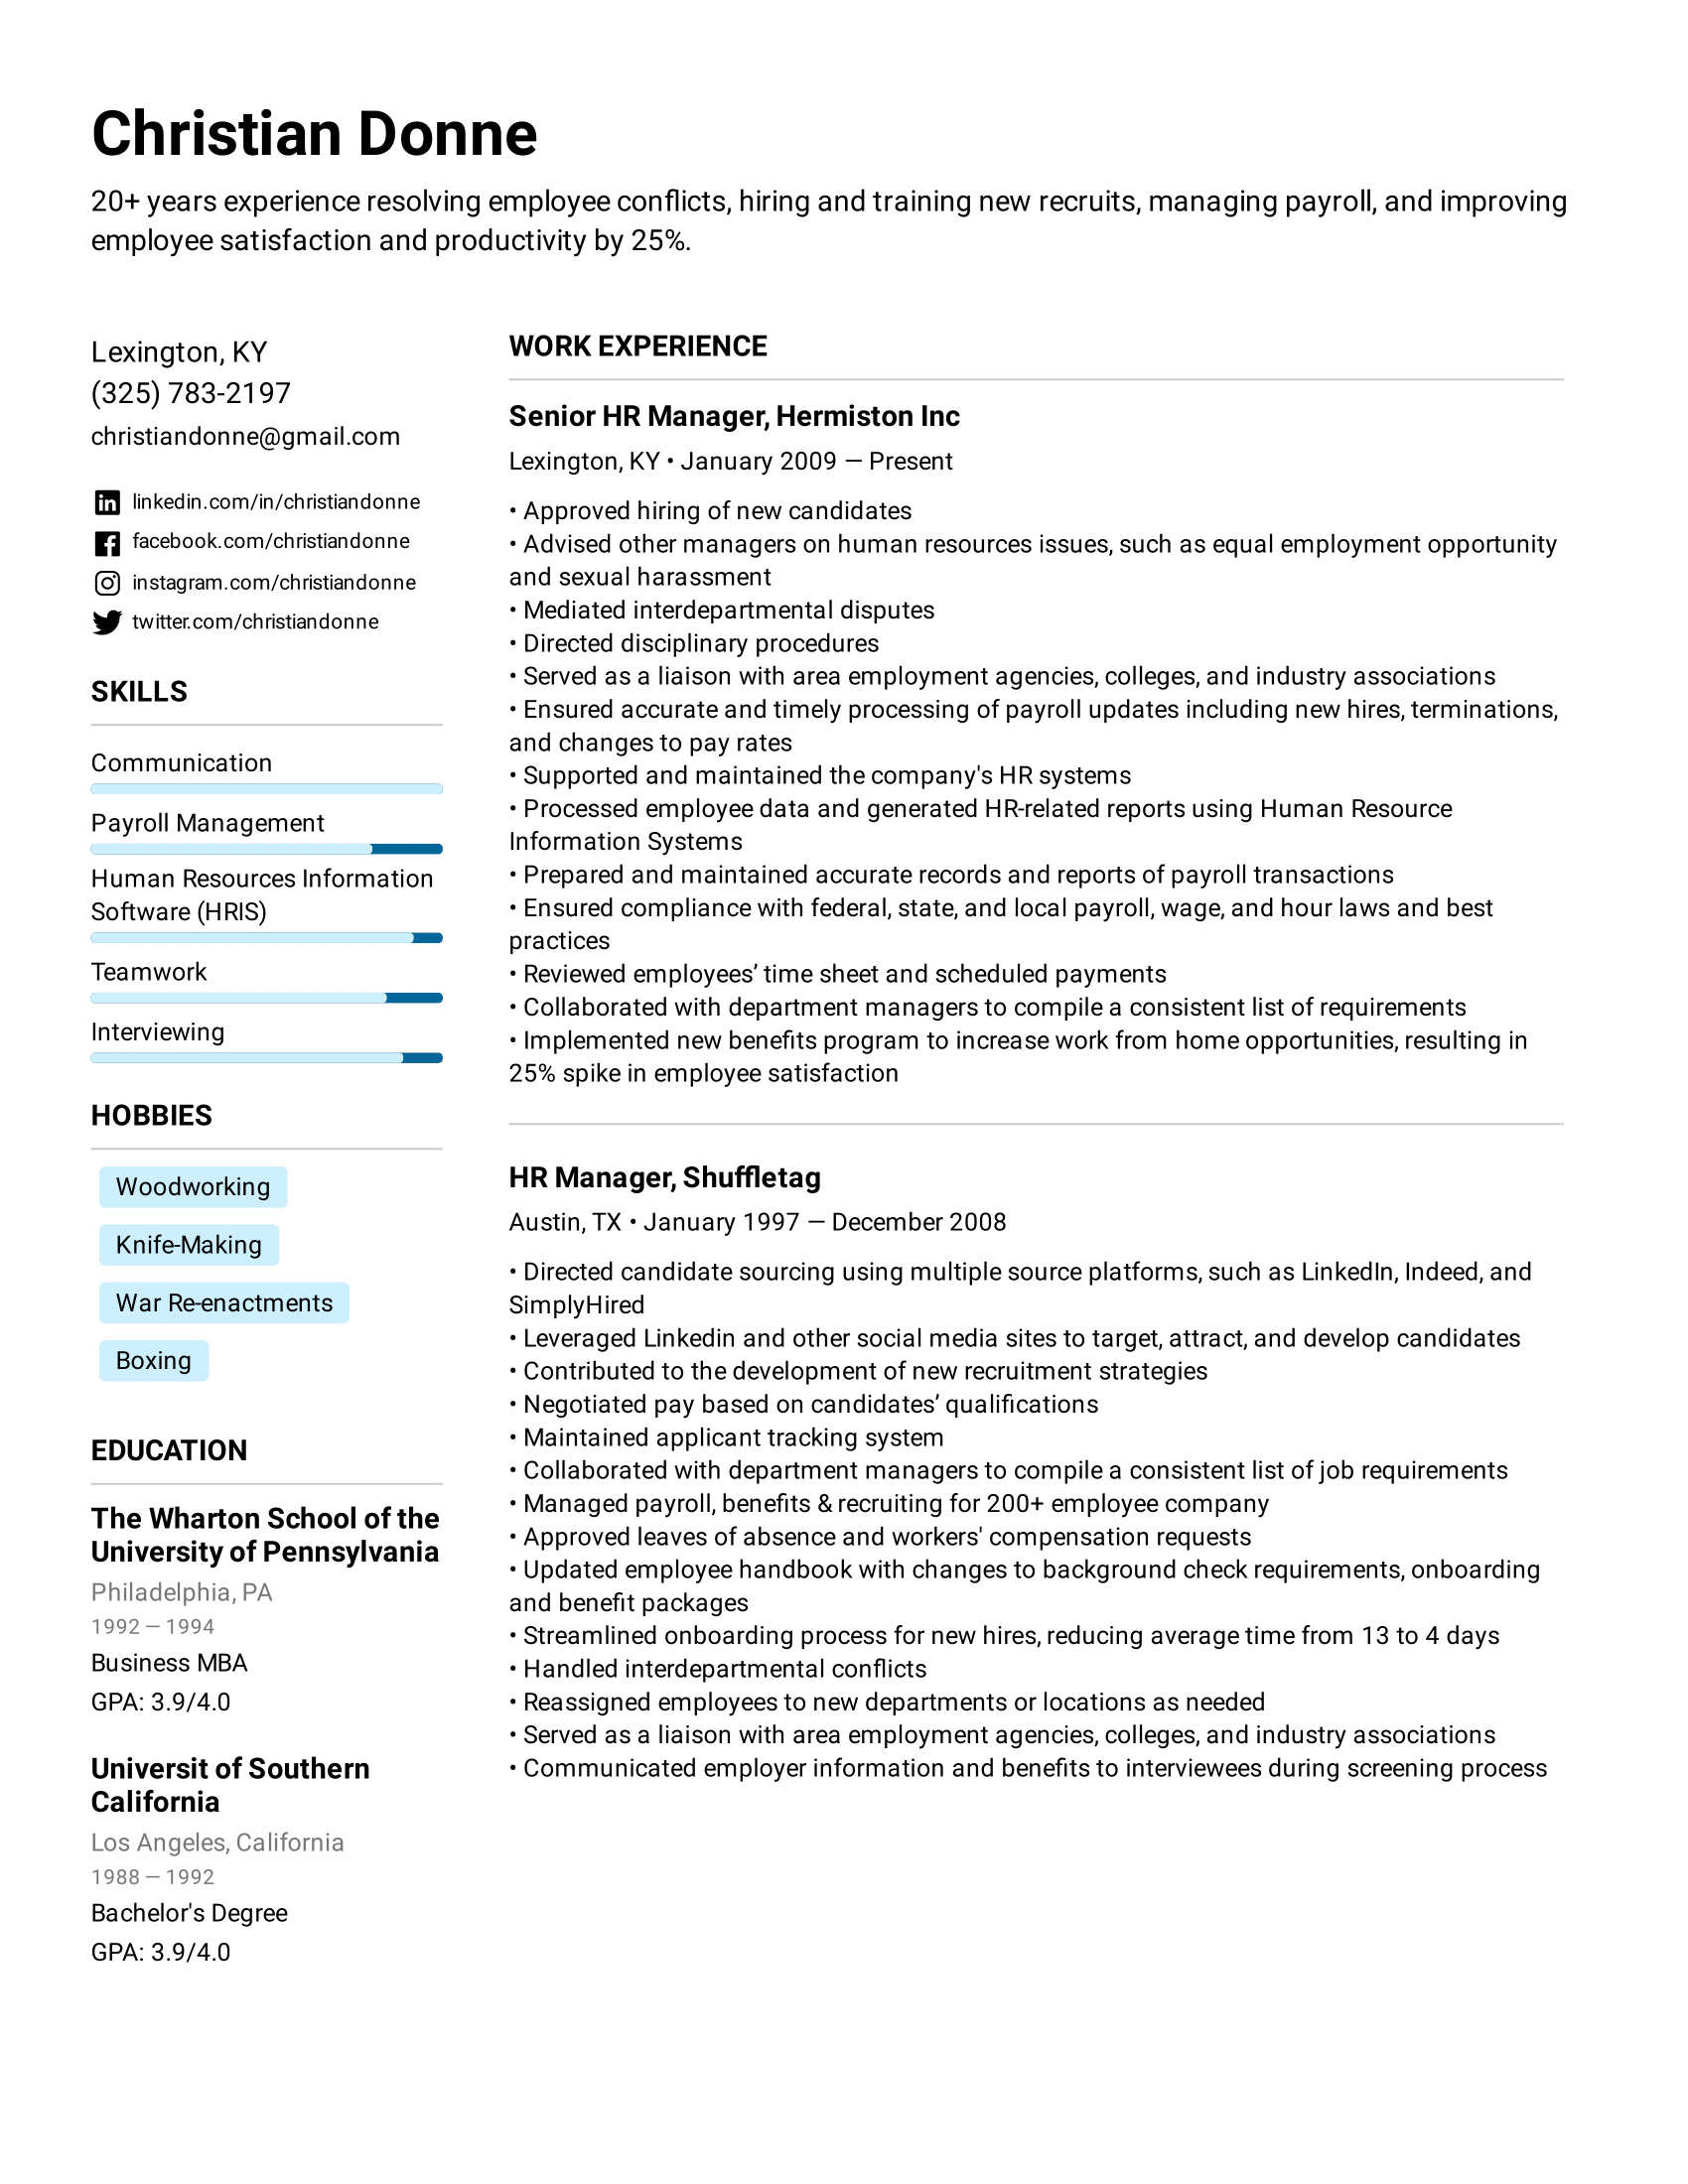 Christian Donne
20+ years experience resolving employee conflicts, hiring and training new recruits, managing payroll, and improving
employee satisfaction and productivity by 25%.
Lexington, KY
(325) 783-2197
christiandonne@gmail.com
linkedin.com/in/christiandonne
facebook.com/christiandonne
instagram.com/christiandonne
twitter.com/christiandonne
SKILLS
Communication
Payroll Management
Human Resources Information
Software (HRIS)
Teamwork
Interviewing
HOBBIES
Woodworking
Knife-Making
War Re-enactments
Boxing
EDUCATION
The Wharton School of the
University of Pennsylvania
Philadelphia, PA
1992 — 1994
Business MBA
GPA: 3.9/4.0
Universit of Southern
California
Los Angeles, California
1988 — 1992
Bachelor's Degree
GPA: 3.9/4.0
WORK EXPERIENCE
Senior HR Manager, Hermiston Inc
Lexington, KY • January 2009 — Present
• Approved hiring of new candidates
• Advised other managers on human resources issues, such as equal employment opportunity
and sexual harassment
• Mediated interdepartmental disputes
• Directed disciplinary procedures
• Served as a liaison with area employment agencies, colleges, and industry associations
• Ensured accurate and timely processing of payroll updates including new hires, terminations,
and changes to pay rates
• Supported and maintained the company's HR systems
• Processed employee data and generated HR-related reports using Human Resource
Information Systems
• Prepared and maintained accurate records and reports of payroll transactions
• Ensured compliance with federal, state, and local payroll, wage, and hour laws and best
practices
• Reviewed employees’ time sheet and scheduled payments
• Collaborated with department managers to compile a consistent list of requirements
• Implemented new benefits program to increase work from home opportunities, resulting in
25% spike in employee satisfaction
HR Manager, Shuffletag
Austin, TX • January 1997 — December 2008
• Directed candidate sourcing using multiple source platforms, such as LinkedIn, Indeed, and
SimplyHired
• Leveraged Linkedin and other social media sites to target, attract, and develop candidates
• Contributed to the development of new recruitment strategies
• Negotiated pay based on candidates’ qualifications
• Maintained applicant tracking system
• Collaborated with department managers to compile a consistent list of job requirements
• Managed payroll, benefits & recruiting for 200+ employee company
• Approved leaves of absence and workers' compensation requests
• Updated employee handbook with changes to background check requirements, onboarding
and benefit packages
• Streamlined onboarding process for new hires, reducing average time from 13 to 4 days
• Handled interdepartmental conflicts
• Reassigned employees to new departments or locations as needed
• Served as a liaison with area employment agencies, colleges, and industry associations
• Communicated employer information and benefits to interviewees during screening process